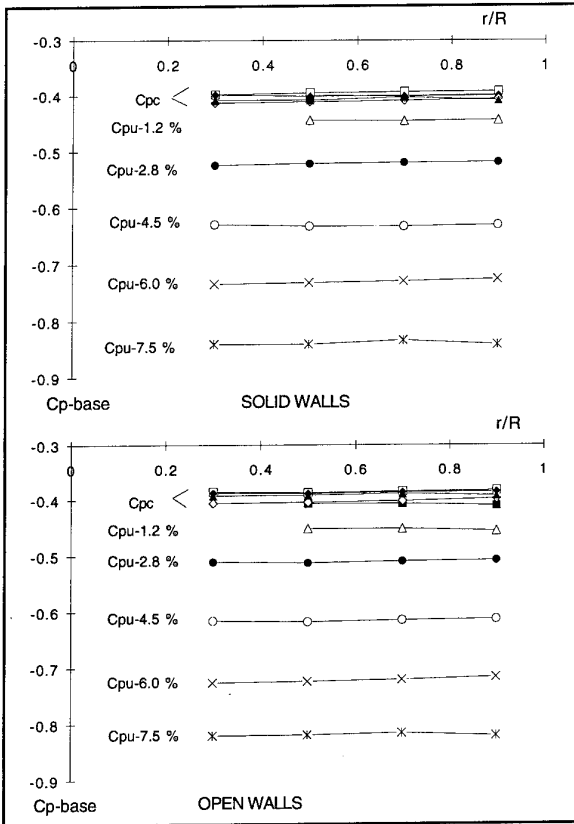 r/R
-0.3
0 0.2 0.4 0.6 0.8 1
-0.4
Cpc
Cpu-1.2 %
-0.5
Cpu-2.8 %
-0.6
Cpu-4.5 %
-0.7
Cpu-6.0 %
-0.8
Cpu-7.5 %
-0.9
Cp-base SOLID WALLS
r/R
-0.3
0 0.2 0.4 0.6 0.8 1
-0.4
Cpc
Cpu-1.2 %
-0.5
Cpu-2.8 %
-0.6
Cpu-4.5 %
-0.7
Cpu-6.0 %
-0.8
Cpu-7.5 %
-0.9
Cp-base OPEN WALLS